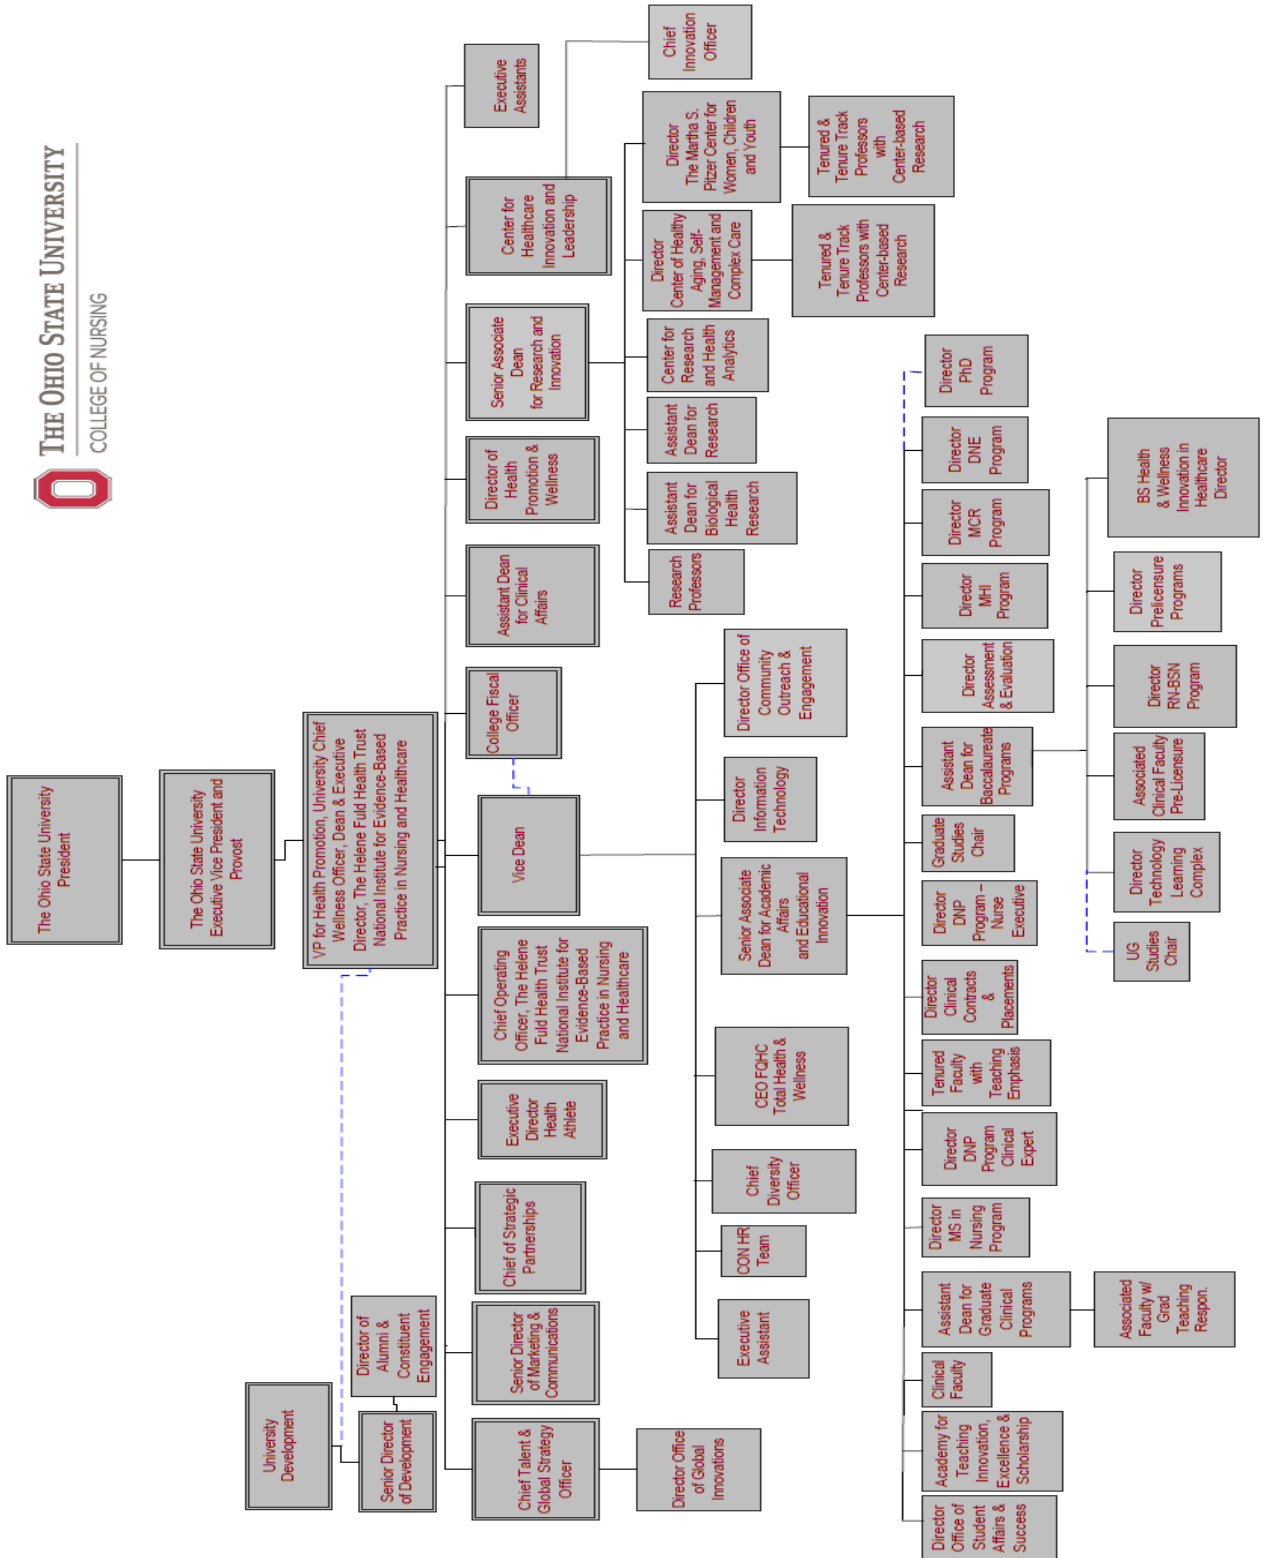 THE OHIO STATE UNIVERSITY
COLLEGE OF NURSING
The Ohio State University
President
The Ohio State University
Executive Vice President and
Provost
VP for Health Promotion, University Chief
Wellness Officer, Dean & Executive
Director, The Helene Fuld Health Trust
National Institute for Evidence-Based
Practice in Nursing and Healthcare
University
Development
Senior Director
of Development
Director of
Alumni &
Constituent
Engagement
Chief Talent &
Global Strategy
Officer
Senior Director
of Marketing &
Communications
Chief of Strategic
Partnerships
Executive
Director
Health
Athlete
Chief Operating
Officer, The Helene
Fuld Health Trust
National Institute for
Evidence-Based
Practice in Nursing
and Healthcare
Vice Dean
College Fiscal
Officer
Assistant Dean
for Clinical
Affairs
Director of
Health
Promotion &
Wellness
Senior Associate
Dean
for Research and
Innovation
Center for
Healthcare
Innovation and
Leadership
Executive
Assistants
Director Office
of Global
Innovations
Research
Professors
Assistant
Dean for
Biological
Health
Research
Assistant
Dean for
Research
Center for
Research
and Health
Analytics
Director
Center of Healthy
Aging, Self-
Management and
Complex Care
Director
The Martha S.
Pitzer Center for
Women, Children
and Youth
Chief
Innovation
Officer
Tenured &
Tenure Track
Professors with
Center-based
Research
Tenured &
Tenure Track
Professors
with
Center-based
Research
Executive
Assistant
CON HR
Team
Chief
Diversity
Officer
CEO FQHC
Total Health &
Wellness
Senior Associate
Dean for Academic
Affairs
and Educational
Innovation
Director
Information
Technology
Director Office of
Community
Outreach &
Engagement
Director
Office of
Student
Affairs &
Success
Academy for
Teaching
Innovation,
Excellence &
Scholarship
Clinical
Faculty
Assistant
Dean for
Graduate
Clinical
Programs
Director
MS in
Nursing
Program
Director
DNP
Program
Clinical
Expert
Tenured
Faculty
with
Teaching
Emphasis
Director
Clinical
Contracts
&
Placements
Director
DNP
Program –
Nurse
Executive
Graduate
Studies
Chair
Assistant
Dean for
Baccalaureate
Programs
Director
Assessment
& Evaluation
Director
MHI
Program
Director
MCR
Program
Director
DNE
Program
Director
PhD
Program
Associated
Faculty w/
Grad
Teaching
Respon.
UG
Studies
Chair
Director
Technology
Learning
Complex
Associated
Clinical Faculty
Pre-Licensure
Director
RN-BSN
Program
Director
Prelicensure
Programs
BS Health
& Wellness
Innovation in
Healthcare
Director